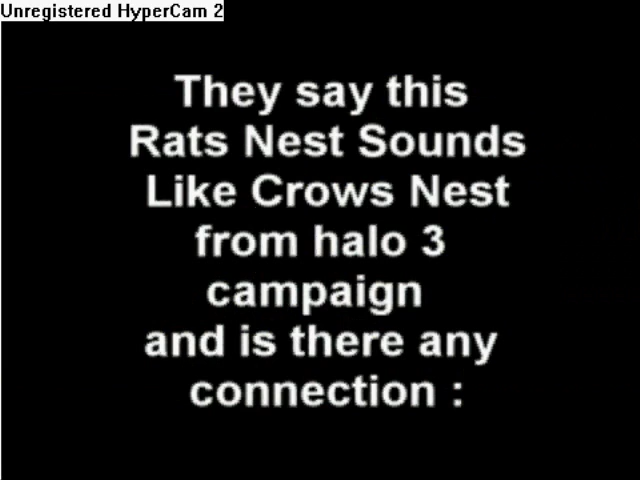 Unregistered HyperCam 2
They say this
Rats Nest Sounds
Like Crows Nest
from halo 3
campaign
and is there any
connection :